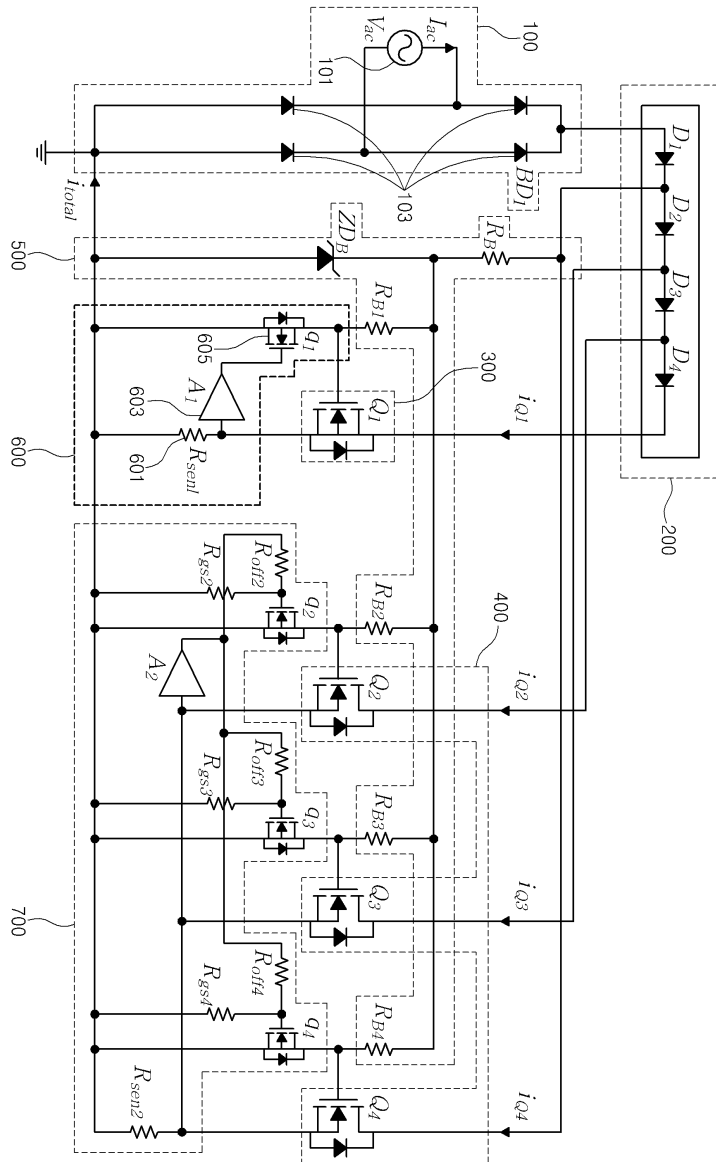 100
V_ac
I_ac
101
103
BD_1
i_total
200
D_1
D_2
D_3
D_4
500
ZD_B
R_B
R_B1
q_1
605
A_1
603
601
R_sen1
600
300
Q_1
i_Q1
400
R_off2
R_gs2
q_2
R_B2
Q_2
i_Q2
A_2
R_off3
R_gs3
q_3
R_B3
Q_3
i_Q3
700
R_off4
R_gs4
q_4
R_B4
Q_4
i_Q4
R_sen2